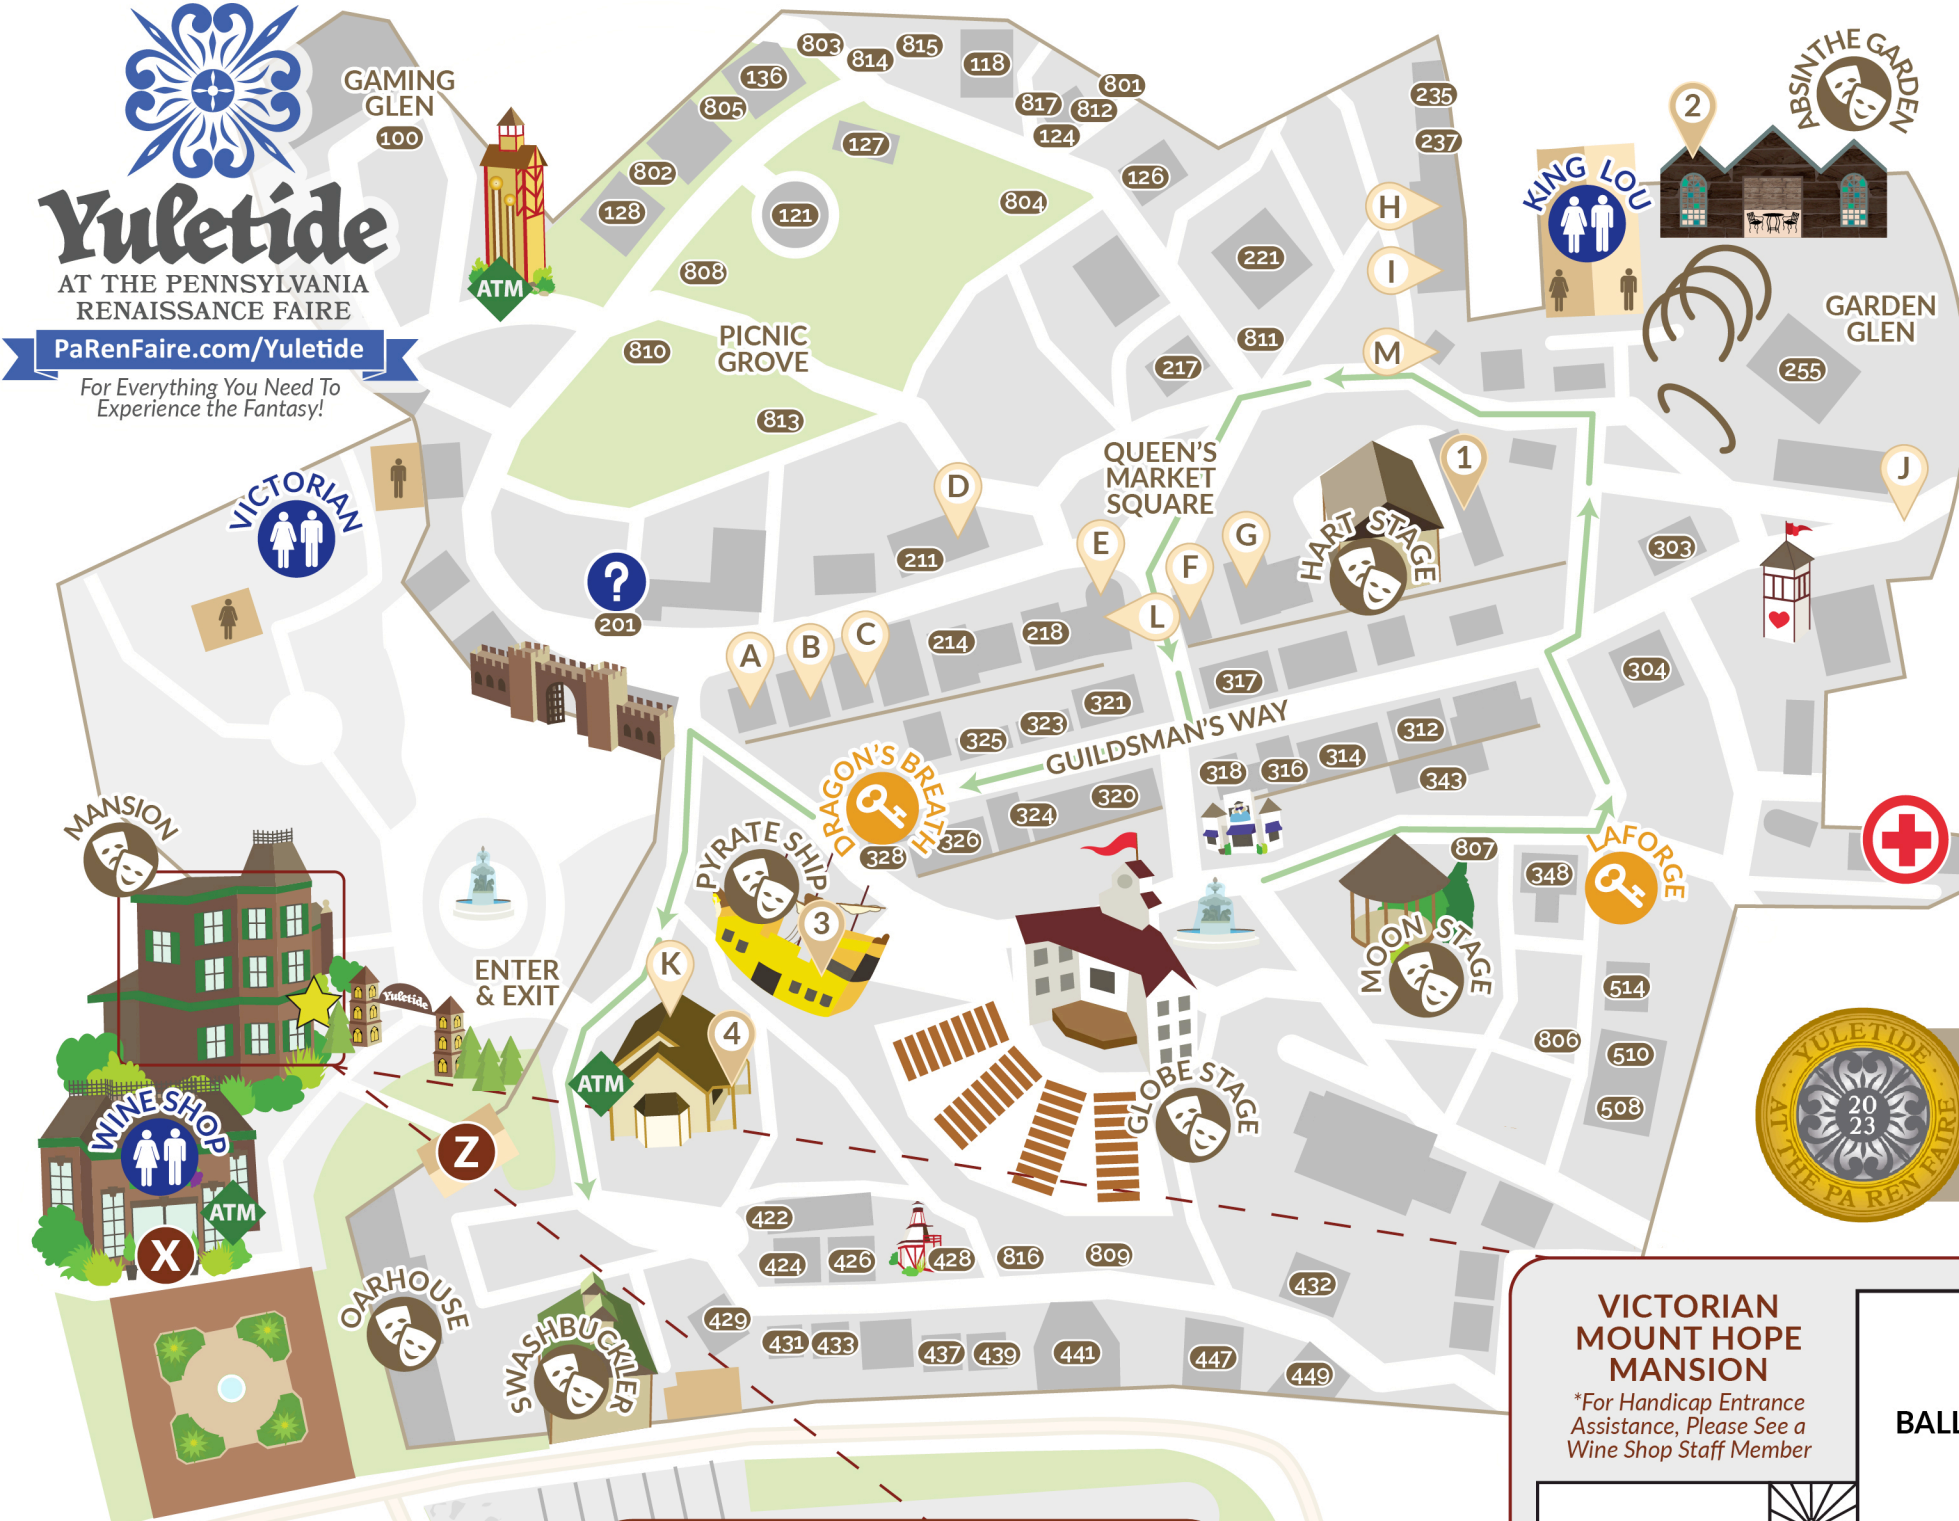 Yuletide
AT THE PENNSYLVANIA
RENAISSANCE FAIRE
PaRenFaire.com/Yuletide
For Everything You Need To
Experience the Fantasy!
GAMING
GLEN
100
ATM
803
814
815
118
136
805
817
801
812
124
127
802
128
121
804
126
235
237
808
810
PICNIC
GROVE
813
221
811
217
H
I
M
KING LOU
2
ABSINTHE GARDEN
GARDEN
GLEN
255
J
VICTORIAN
?
201
D
211
QUEEN'S
MARKET
SQUARE
E
F
G
L
HART STAGE
1
303
304
A
B
C
214
218
317
321
323
325
GUILDSMAN'S WAY
312
314
316
318
343
320
324
326
328
DRAGON'S BREATH
PYRATE SHIP
3
MANSION
ENTER
& EXIT
Yuletide
K
4
ATM
807
348
LAFORGE
MOON STAGE
514
806
510
508
GLOBE STAGE
YULETIDE
20
23
AT THE PA REN FAIRE
WINE SHOP
ATM
X
Z
OARHOUSE
SWASHBUCKLER
422
424
426
428
816
809
432
429
431
433
437
439
441
447
449
VICTORIAN
MOUNT HOPE
MANSION
*For Handicap Entrance
Assistance, Please See a
Wine Shop Staff Member
BALL